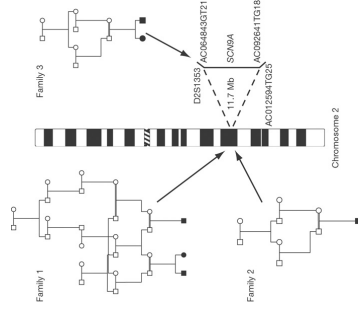 Family 1
Family 2
Family 3
Chromosome 2
D2S1353
AC064843GT21
11.7 Mb
SCN9A
AC092641TG18
AC012594TG25